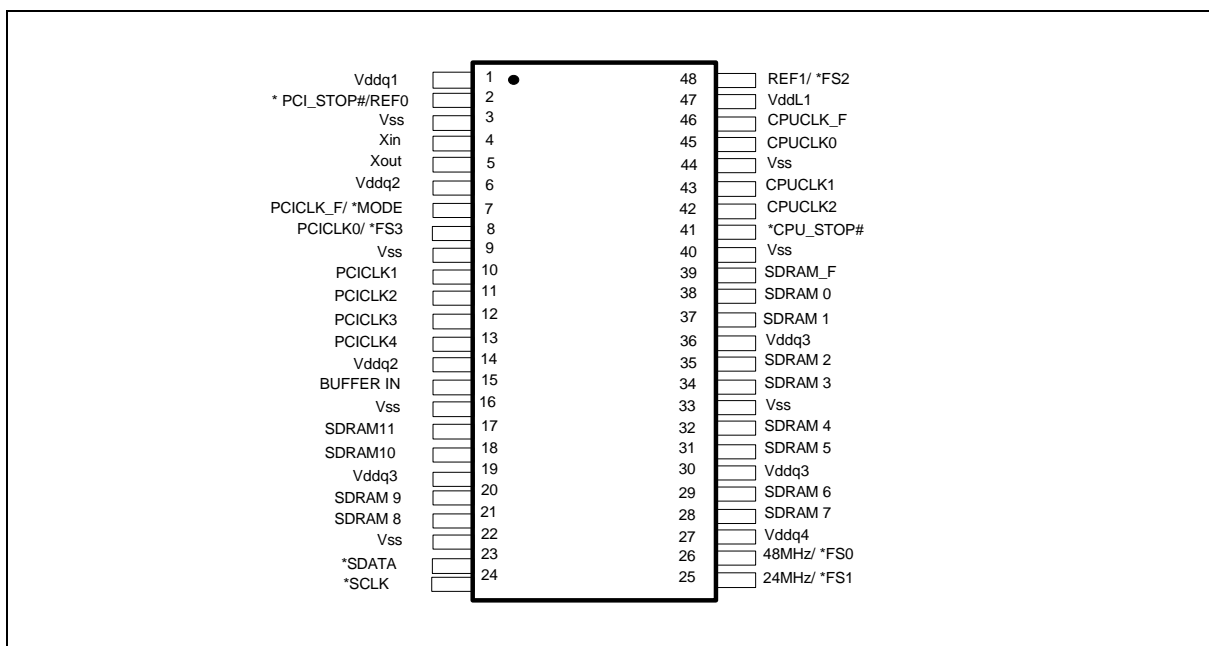 Vddq1 1 48 REF1/ *FS2
* PCI_STOP#/REF0 2 47 VddL1
Vss 3 46 CPUCLK_F
Xin 4 45 CPUCLK0
Xout 5 44 Vss
Vddq2 6 43 CPUCLK1
PCICLK_F/ *MODE 7 42 CPUCLK2
PCICLK0/ *FS3 8 41 *CPU_STOP#
Vss 9 40 Vss
PCICLK1 10 39 SDRAM_F
PCICLK2 11 38 SDRAM 0
PCICLK3 12 37 SDRAM 1
PCICLK4 13 36 Vddq3
Vddq2 14 35 SDRAM 2
BUFFER IN 15 34 SDRAM 3
Vss 16 33 Vss
SDRAM11 17 32 SDRAM 4
SDRAM10 18 31 SDRAM 5
Vddq3 19 30 Vddq3
SDRAM 9 20 29 SDRAM 6
SDRAM 8 21 28 SDRAM 7
Vss 22 27 Vddq4
*SDATA 23 26 48MHz/ *FS0
*SCLK 24 25 24MHz/ *FS1